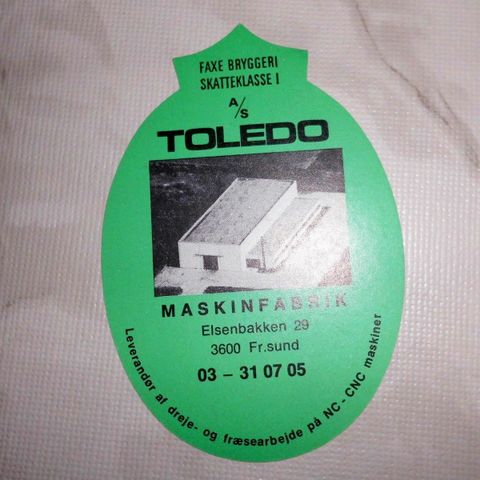 FAXE BRYGGERI
SKATTEKLASSE I
A/S
TOLEDO
MASKINFABRIK
Elsenbakken 29
3600 Fr.sund
03 - 31 07 05
Leverandør af dreje- og fræsearbejde på NC - CNC maskiner